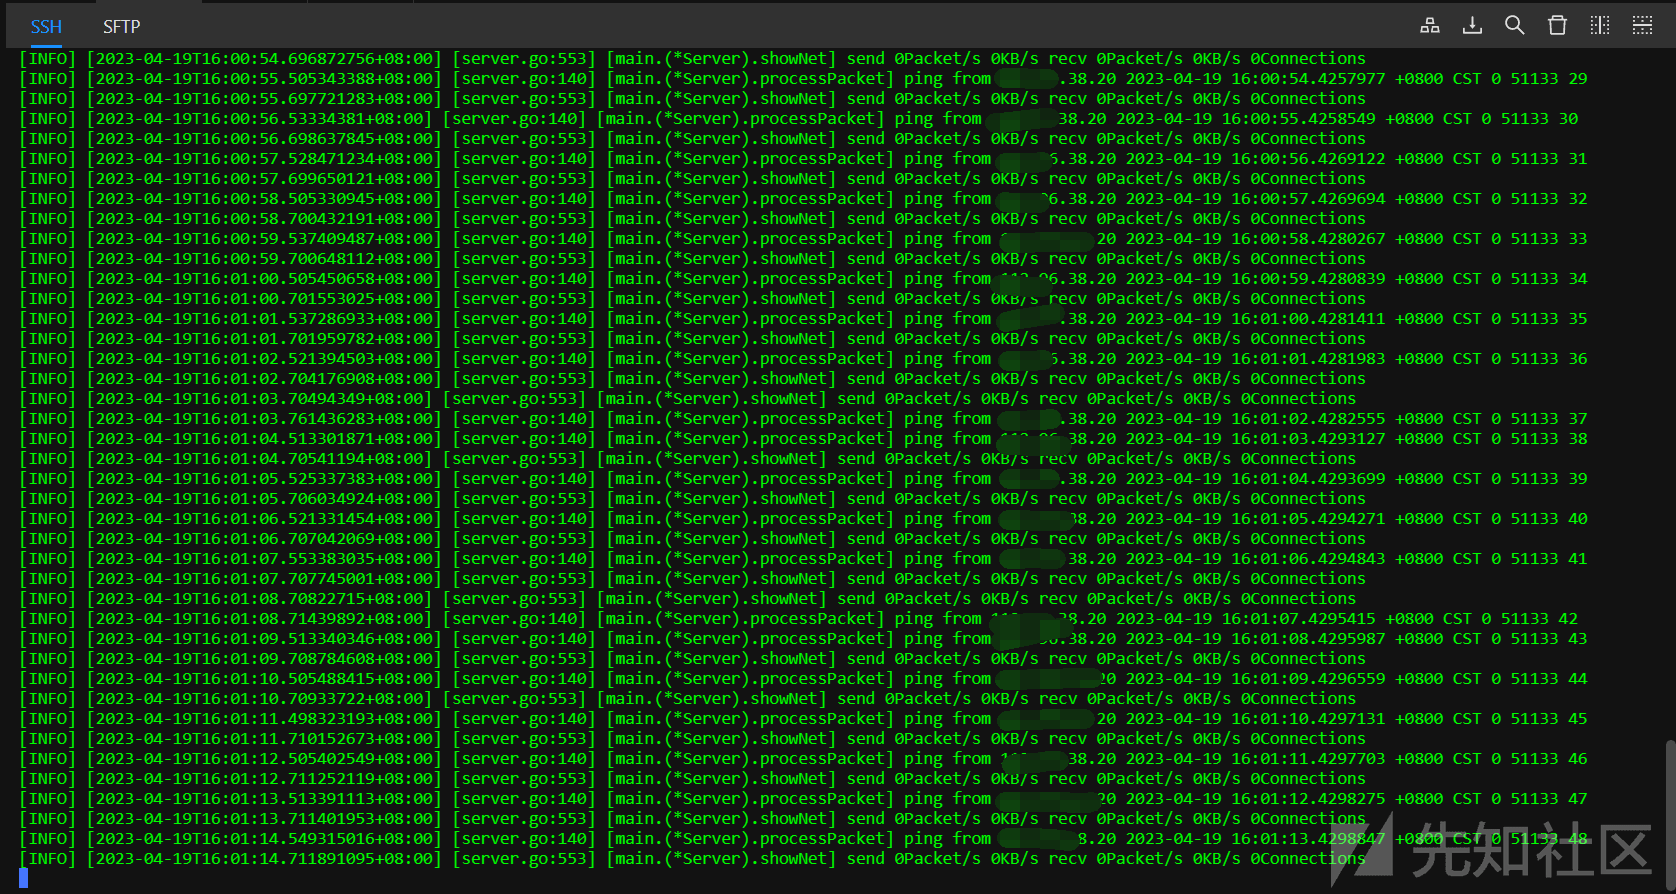 SSH SFTP
[INFO] [2023-04-19T16:00:54.696872756+08:00] [server.go:553] [main.(*Server).showNet] send 0Packet/s 0KB/s recv 0Packet/s 0KB/s 0Connections
[INFO] [2023-04-19T16:00:55.505343388+08:00] [server.go:140] [main.(*Server).processPacket] ping from .38.20 2023-04-19 16:00:54.4257977 +0800 CST 0 51133 29
[INFO] [2023-04-19T16:00:55.697721283+08:00] [server.go:553] [main.(*Server).showNet] send 0Packet/s 0KB/s recv 0Packet/s 0KB/s 0Connections
[INFO] [2023-04-19T16:00:56.53334381+08:00] [server.go:140] [main.(*Server).processPacket] ping from 38.20 2023-04-19 16:00:55.4258549 +0800 CST 0 51133 30
[INFO] [2023-04-19T16:00:56.698637845+08:00] [server.go:553] [main.(*Server).showNet] send 0Packet/s 0KB/s recv 0Packet/s 0KB/s 0Connections
[INFO] [2023-04-19T16:00:57.528471234+08:00] [server.go:140] [main.(*Server).processPacket] ping from 6.38.20 2023-04-19 16:00:56.4269122 +0800 CST 0 51133 31
[INFO] [2023-04-19T16:00:57.699650121+08:00] [server.go:553] [main.(*Server).showNet] send 0Packet/s 0KB/s recv 0Packet/s 0KB/s 0Connections
[INFO] [2023-04-19T16:00:58.505330945+08:00] [server.go:140] [main.(*Server).processPacket] ping from 6.38.20 2023-04-19 16:00:57.4269694 +0800 CST 0 51133 32
[INFO] [2023-04-19T16:00:58.700432191+08:00] [server.go:553] [main.(*Server).showNet] send 0Packet/s 0KB/s recv 0Packet/s 0KB/s 0Connections
[INFO] [2023-04-19T16:00:59.537409487+08:00] [server.go:140] [main.(*Server).processPacket] ping from 20 2023-04-19 16:00:58.4280267 +0800 CST 0 51133 33
[INFO] [2023-04-19T16:00:59.700648112+08:00] [server.go:553] [main.(*Server).showNet] send 0Packet/s 0KB/s recv 0Packet/s 0KB/s 0Connections
[INFO] [2023-04-19T16:01:00.505450658+08:00] [server.go:140] [main.(*Server).processPacket] ping from 6.38.20 2023-04-19 16:00:59.4280839 +0800 CST 0 51133 34
[INFO] [2023-04-19T16:01:00.701553025+08:00] [server.go:553] [main.(*Server).showNet] send 0Packet/s 0KB/s recv 0Packet/s 0KB/s 0Connections
[INFO] [2023-04-19T16:01:01.537286933+08:00] [server.go:140] [main.(*Server).processPacket] ping from .38.20 2023-04-19 16:01:00.4281411 +0800 CST 0 51133 35
[INFO] [2023-04-19T16:01:01.701959782+08:00] [server.go:553] [main.(*Server).showNet] send 0Packet/s 0KB/s recv 0Packet/s 0KB/s 0Connections
[INFO] [2023-04-19T16:01:02.521394503+08:00] [server.go:140] [main.(*Server).processPacket] ping from 6.38.20 2023-04-19 16:01:01.4281983 +0800 CST 0 51133 36
[INFO] [2023-04-19T16:01:02.704176908+08:00] [server.go:553] [main.(*Server).showNet] send 0Packet/s 0KB/s recv 0Packet/s 0KB/s 0Connections
[INFO] [2023-04-19T16:01:03.70494349+08:00] [server.go:553] [main.(*Server).showNet] send 0Packet/s 0KB/s recv 0Packet/s 0KB/s 0Connections
[INFO] [2023-04-19T16:01:03.761436283+08:00] [server.go:140] [main.(*Server).processPacket] ping from .38.20 2023-04-19 16:01:02.4282555 +0800 CST 0 51133 37
[INFO] [2023-04-19T16:01:04.513301871+08:00] [server.go:140] [main.(*Server).processPacket] ping from 38.20 2023-04-19 16:01:03.4293127 +0800 CST 0 51133 38
[INFO] [2023-04-19T16:01:04.70541194+08:00] [server.go:553] [main.(*Server).showNet] send 0Packet/s 0KB/s recv 0Packet/s 0KB/s 0Connections
[INFO] [2023-04-19T16:01:05.525337383+08:00] [server.go:140] [main.(*Server).processPacket] ping from .38.20 2023-04-19 16:01:04.4293699 +0800 CST 0 51133 39
[INFO] [2023-04-19T16:01:05.706034924+08:00] [server.go:553] [main.(*Server).showNet] send 0Packet/s 0KB/s recv 0Packet/s 0KB/s 0Connections
[INFO] [2023-04-19T16:01:06.521331454+08:00] [server.go:140] [main.(*Server).processPacket] ping from 8.20 2023-04-19 16:01:05.4294271 +0800 CST 0 51133 40
[INFO] [2023-04-19T16:01:06.707042069+08:00] [server.go:553] [main.(*Server).showNet] send 0Packet/s 0KB/s recv 0Packet/s 0KB/s 0Connections
[INFO] [2023-04-19T16:01:07.553383035+08:00] [server.go:140] [main.(*Server).processPacket] ping from 38.20 2023-04-19 16:01:06.4294843 +0800 CST 0 51133 41
[INFO] [2023-04-19T16:01:07.707745001+08:00] [server.go:553] [main.(*Server).showNet] send 0Packet/s 0KB/s recv 0Packet/s 0KB/s 0Connections
[INFO] [2023-04-19T16:01:08.70822715+08:00] [server.go:553] [main.(*Server).showNet] send 0Packet/s 0KB/s recv 0Packet/s 0KB/s 0Connections
[INFO] [2023-04-19T16:01:08.71439892+08:00] [server.go:140] [main.(*Server).processPacket] ping from 8.20 2023-04-19 16:01:07.4295415 +0800 CST 0 51133 42
[INFO] [2023-04-19T16:01:09.513340346+08:00] [server.go:140] [main.(*Server).processPacket] ping from .38.20 2023-04-19 16:01:08.4295987 +0800 CST 0 51133 43
[INFO] [2023-04-19T16:01:09.708784608+08:00] [server.go:553] [main.(*Server).showNet] send 0Packet/s 0KB/s recv 0Packet/s 0KB/s 0Connections
[INFO] [2023-04-19T16:01:10.505488415+08:00] [server.go:140] [main.(*Server).processPacket] ping from 20 2023-04-19 16:01:09.4296559 +0800 CST 0 51133 44
[INFO] [2023-04-19T16:01:10.70933722+08:00] [server.go:553] [main.(*Server).showNet] send 0Packet/s 0KB/s recv 0Packet/s 0KB/s 0Connections
[INFO] [2023-04-19T16:01:11.498323193+08:00] [server.go:140] [main.(*Server).processPacket] ping from 20 2023-04-19 16:01:10.4297131 +0800 CST 0 51133 45
[INFO] [2023-04-19T16:01:11.710152673+08:00] [server.go:553] [main.(*Server).showNet] send 0Packet/s 0KB/s recv 0Packet/s 0KB/s 0Connections
[INFO] [2023-04-19T16:01:12.505402549+08:00] [server.go:140] [main.(*Server).processPacket] ping from 38.20 2023-04-19 16:01:11.4297703 +0800 CST 0 51133 46
[INFO] [2023-04-19T16:01:12.711252119+08:00] [server.go:553] [main.(*Server).showNet] send 0Packet/s 0KB/s recv 0Packet/s 0KB/s 0Connections
[INFO] [2023-04-19T16:01:13.513391113+08:00] [server.go:140] [main.(*Server).processPacket] ping from 20 2023-04-19 16:01:12.4298275 +0800 CST 0 51133 47
[INFO] [2023-04-19T16:01:13.711401953+08:00] [server.go:553] [main.(*Server).showNet] send 0Packet/s 0KB/s recv 0Packet/s 0KB/s 0Connections
[INFO] [2023-04-19T16:01:14.549315016+08:00] [server.go:140] [main.(*Server).processPacket] ping from 8.20 2023-04-19 16:01:13.4298847 +0800 CST 0 51133 48
[INFO] [2023-04-19T16:01:14.711891095+08:00] [server.go:553] [main.(*Server).showNet] send 0Packet/s 0KB/s recv 0Packet/s 0KB/s 0Connections
先知社区